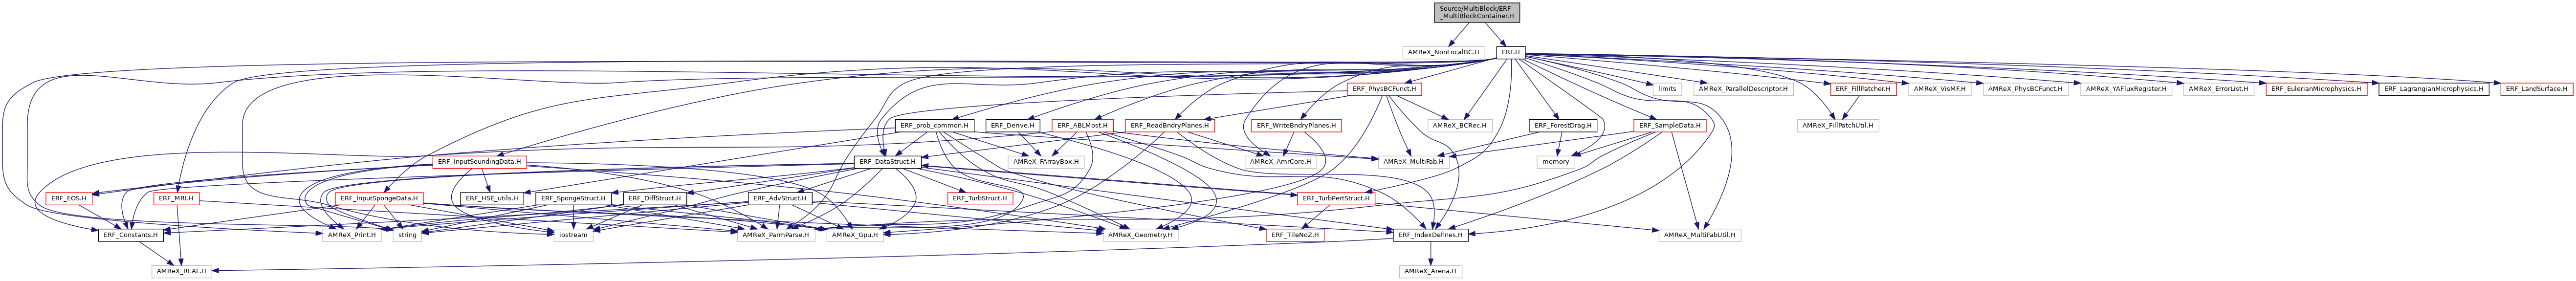 Source/MultiBlock/ERF
_MultiBlockContainer.H
AMReX_NonLocalBC.H
ERF.H
ERF_PhysBCFunct.H
limits
AMReX_ParallelDescriptor.H
ERF_FillPatcher.H
AMReX_VisMF.H
AMReX_PhysBCFunct.H
AMReX_YAFluxRegister.H
AMReX_ErrorList.H
ERF_EulerianMicrophysics.H
ERF_LagrangianMicrophysics.H
ERF_LandSurface.H
ERF_prob_common.H
ERF_Derive.H
ERF_ABLMost.H
ERF_ReadBndryPlanes.H
ERF_WriteBndryPlanes.H
AMReX_BCRec.H
ERF_ForestDrag.H
ERF_SampleData.H
AMReX_FillPatchUtil.H
ERF_InputSoundingData.H
ERF_DataStruct.H
AMReX_FArrayBox.H
AMReX_AmrCore.H
AMReX_MultiFab.H
memory
ERF_EOS.H
ERF_MRI.H
ERF_InputSpongeData.H
ERF_HSE_utils.H
ERF_SpongeStruct.H
ERF_DiffStruct.H
ERF_AdvStruct.H
ERF_TurbStruct.H
ERF_TurbPertStruct.H
ERF_Constants.H
AMReX_Print.H
string
iostream
AMReX_ParmParse.H
AMReX_Gpu.H
AMReX_Geometry.H
ERF_TileNoZ.H
ERF_IndexDefines.H
AMReX_MultiFabUtil.H
AMReX_REAL.H
AMReX_Arena.H